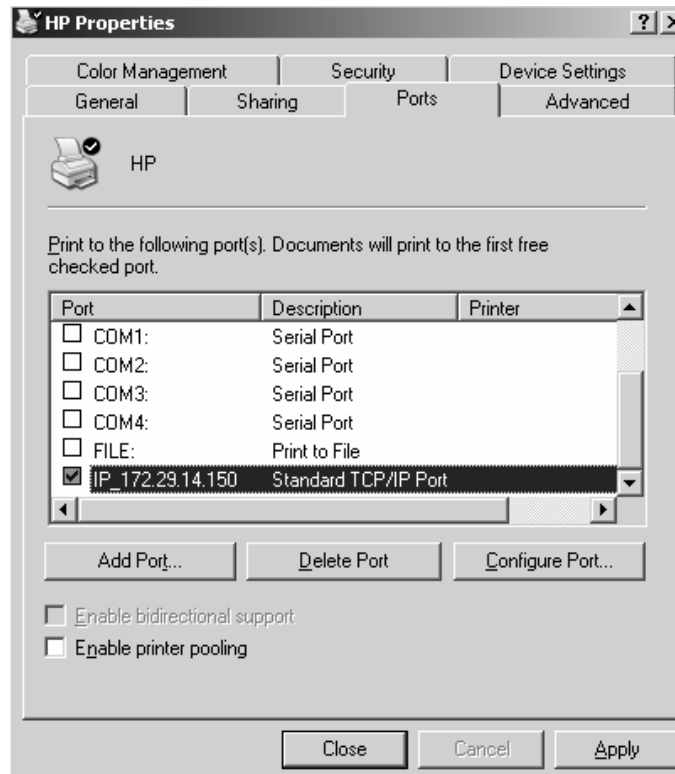 HP Properties
Color Management Security Device Settings
General Sharing Ports Advanced
HP
Print to the following port(s). Documents will print to the first free
checked port.
Port Description Printer
COM1: Serial Port
COM2: Serial Port
COM3: Serial Port
COM4: Serial Port
FILE: Print to File
IP_172.29.14.150 Standard TCP/IP Port
Add Port... Delete Port Configure Port...
Enable bidirectional support
Enable printer pooling
Close Cancel Apply